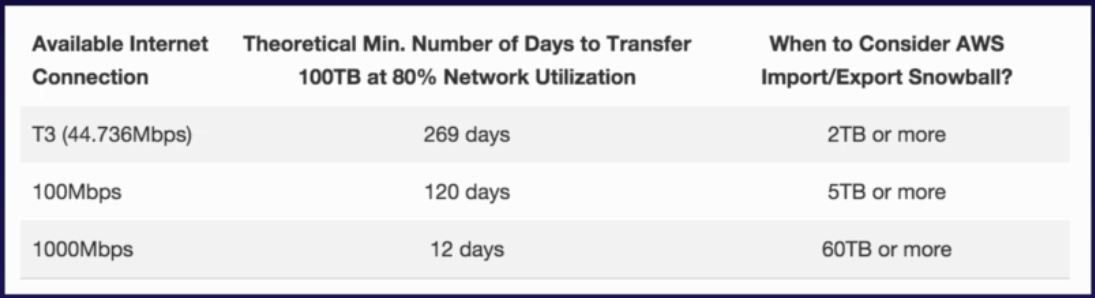 Available Internet Connection
Theoretical Min. Number of Days to Transfer 100TB at 80% Network Utilization
When to Consider AWS Import/Export Snowball?
T3 (44.736Mbps) 269 days 2TB or more
100Mbps 120 days 5TB or more
1000Mbps 12 days 60TB or more